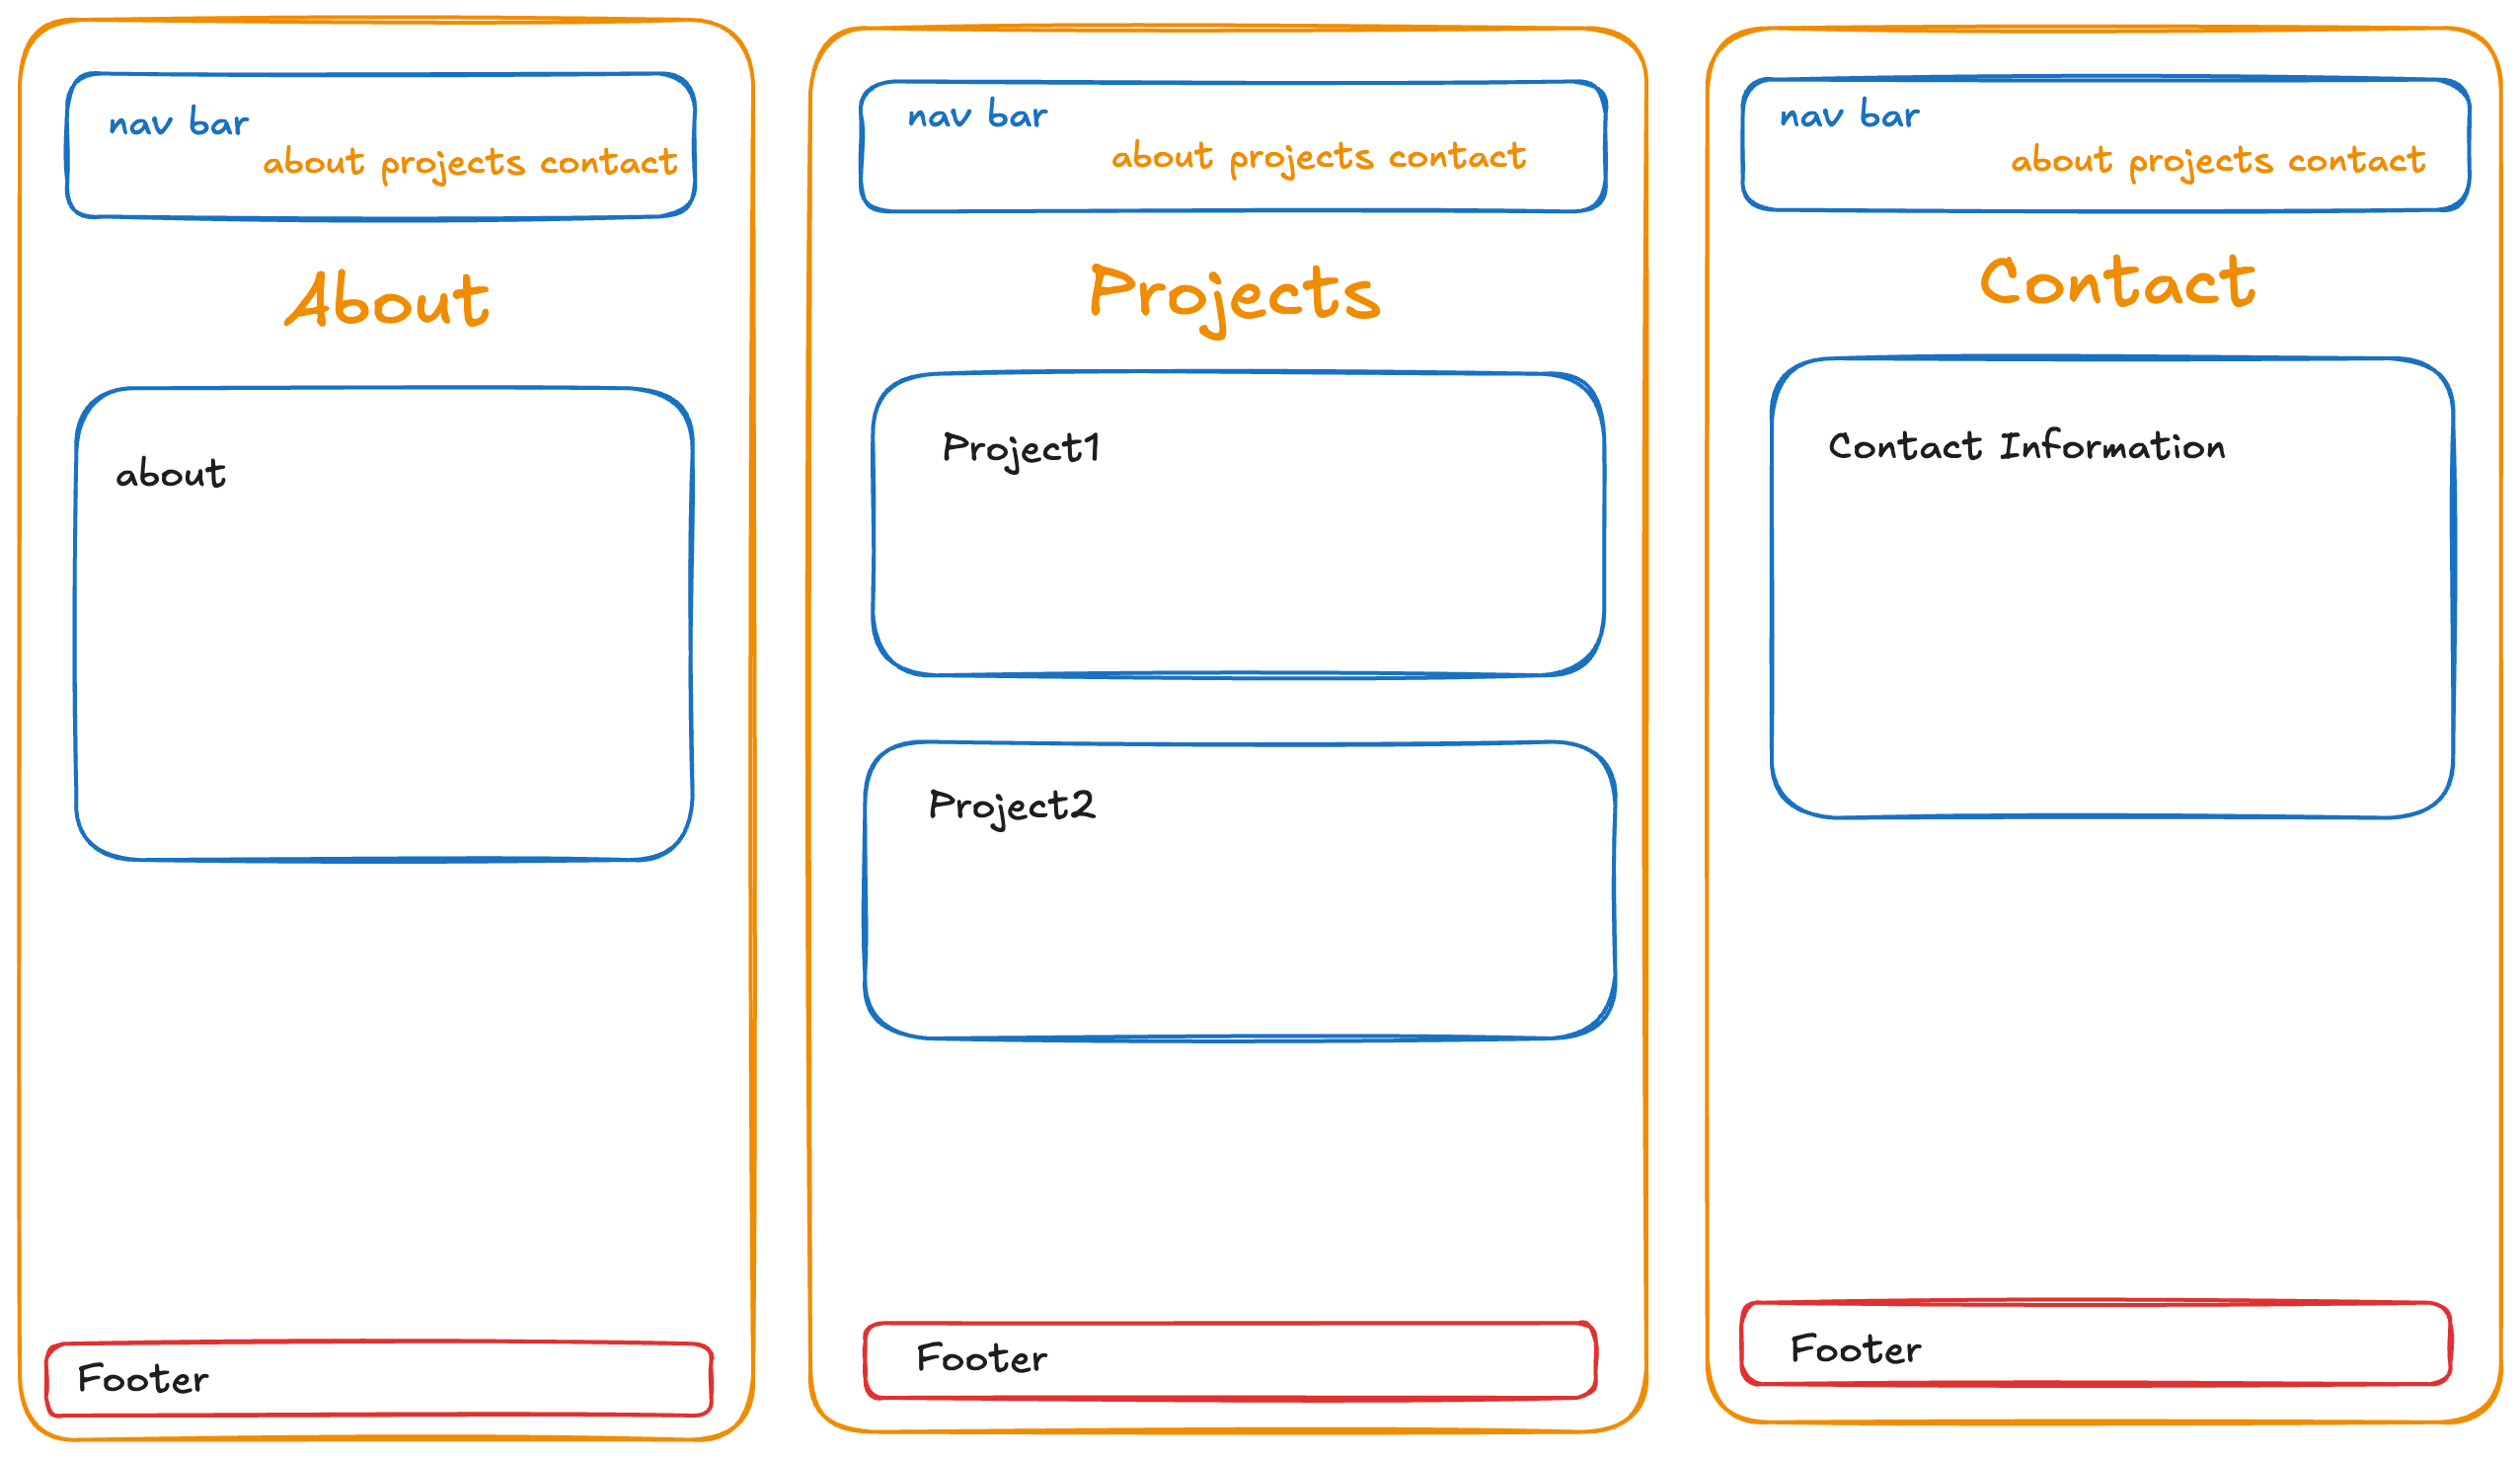 nav bar
about projects contact
About
about
Footer
nav bar
about projects contact
Projects
Project1
Project2
Footer
nav bar
about projects contact
Contact
Contact Information
Footer